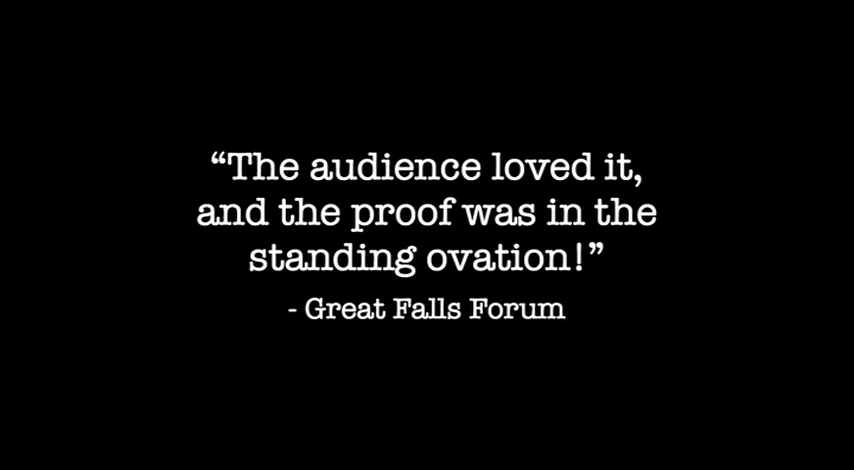 “The audience loved it,
and the proof was in the
standing ovation!”
- Great Falls Forum